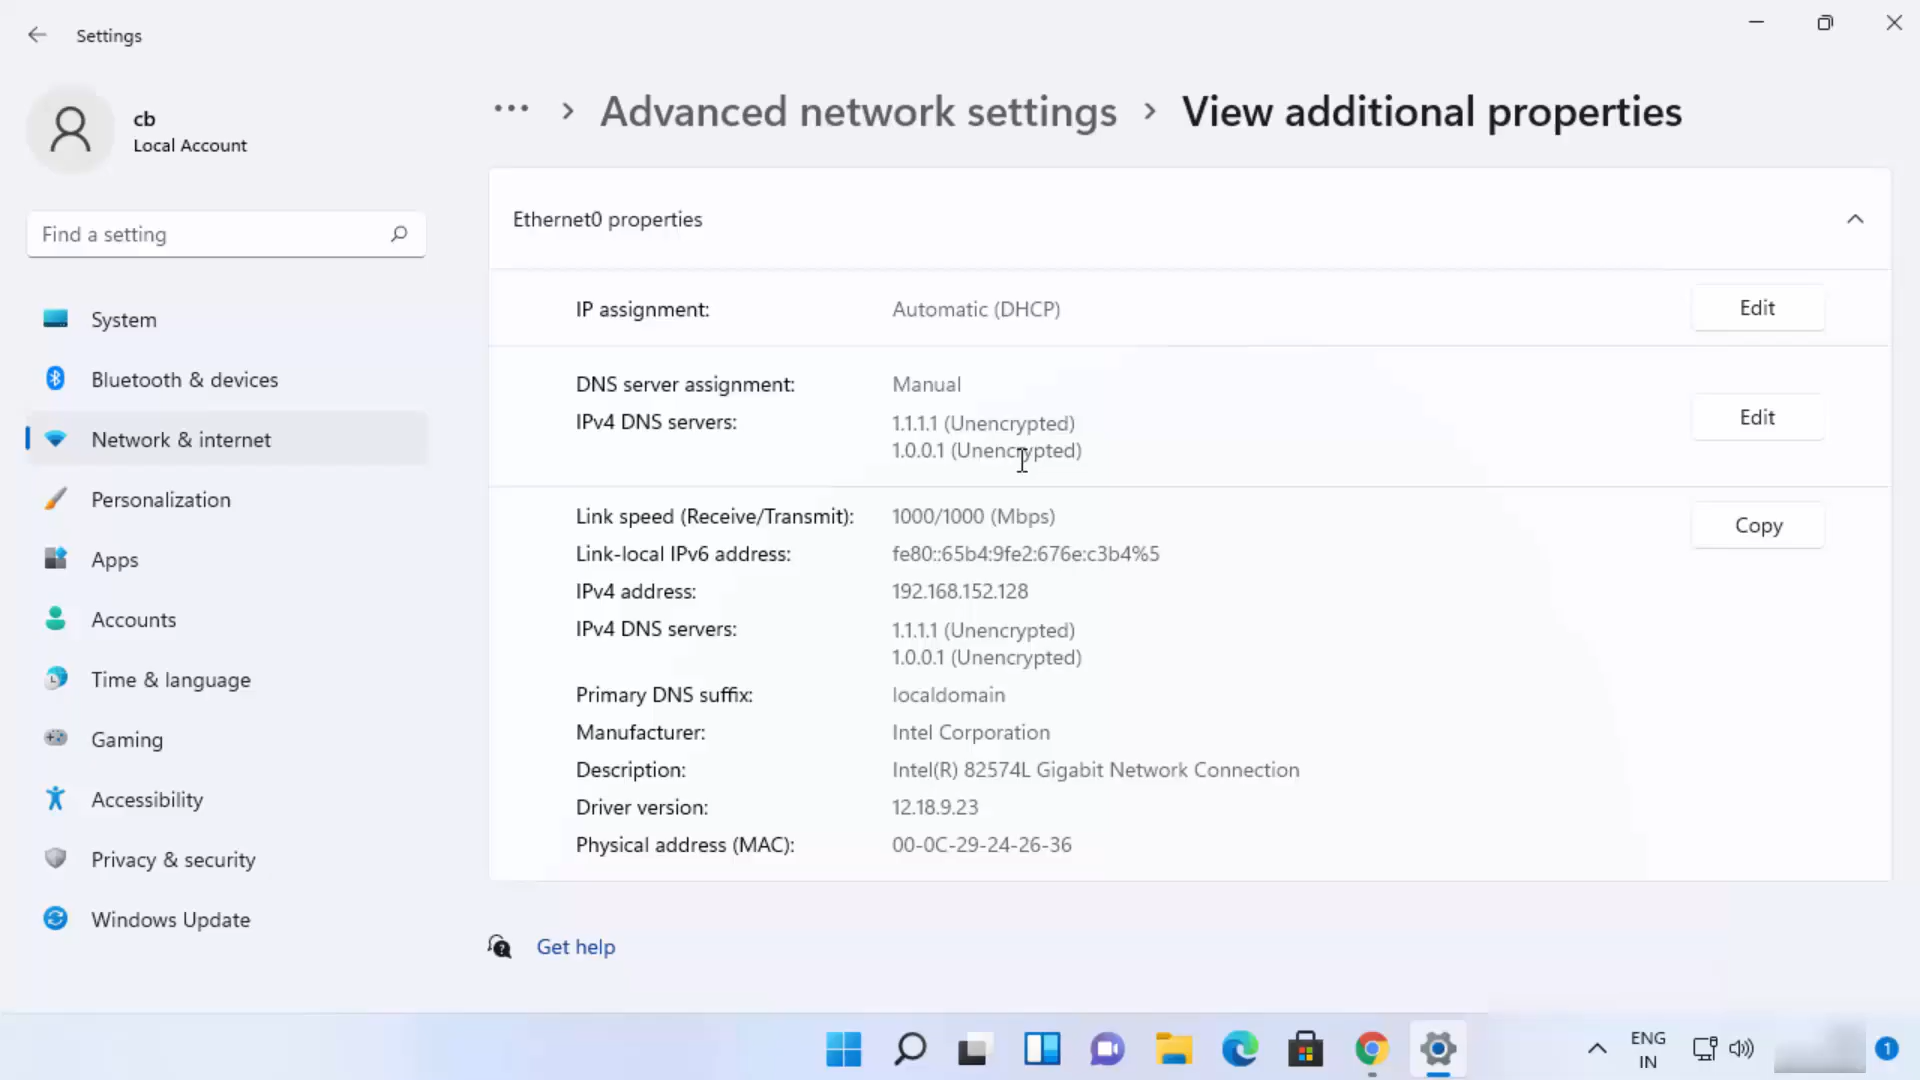 Settings
cb
Local Account
Find a setting
System
Bluetooth & devices
Network & internet
Personalization
Apps
Accounts
Time & language
Gaming
Accessibility
Privacy & security
Windows Update
... > Advanced network settings > View additional properties
Ethernet0 properties
IP assignment: Automatic (DHCP) Edit
DNS server assignment: Manual
IPv4 DNS servers: 1.1.1.1 (Unencrypted) Edit
1.0.0.1 (Unencrypted)
Link speed (Receive/Transmit): 1000/1000 (Mbps) Copy
Link-local IPv6 address: fe80::65b4:9fe2:676e:c3b4%5
IPv4 address: 192.168.152.128
IPv4 DNS servers: 1.1.1.1 (Unencrypted)
1.0.0.1 (Unencrypted)
Primary DNS suffix: localdomain
Manufacturer: Intel Corporation
Description: Intel(R) 82574L Gigabit Network Connection
Driver version: 12.18.9.23
Physical address (MAC): 00-0C-29-24-26-36
Get help
ENG
IN
1